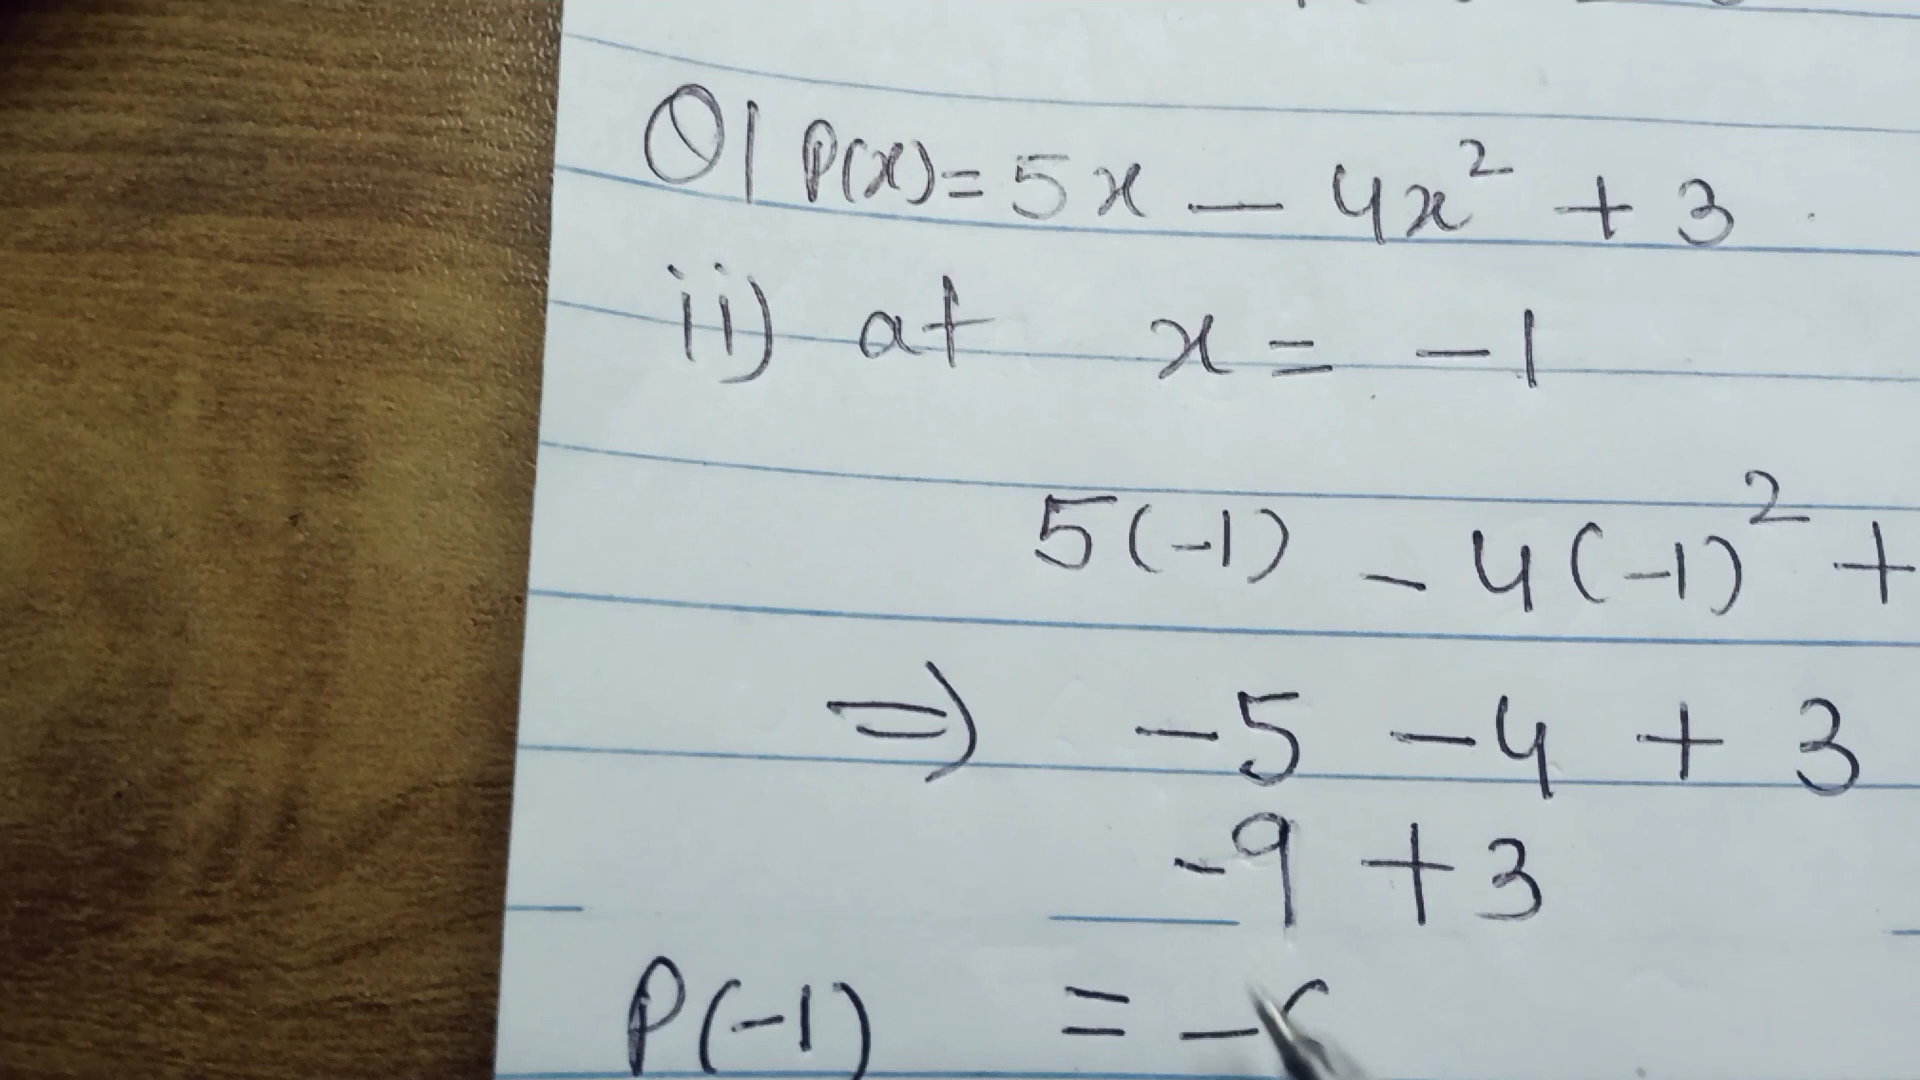 Q1 P(x) = 5x - 4x² + 3
ii) at x = -1
5(-1) - 4(-1)² +
=) -5 -4 + 3
-9 + 3
P(-1) = -